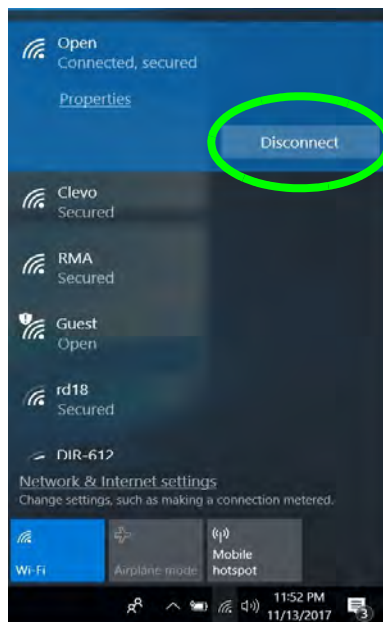 Open
Connected, secured
Properties
Disconnect
Clevo
Secured
RMA
Secured
Guest
Open
rd18
Secured
DIR-612
Network & Internet settings
Change settings, such as making a connection metered.
Wi-Fi
Airplane mode
Mobile
hotspot
11:52 PM
11/13/2017
3